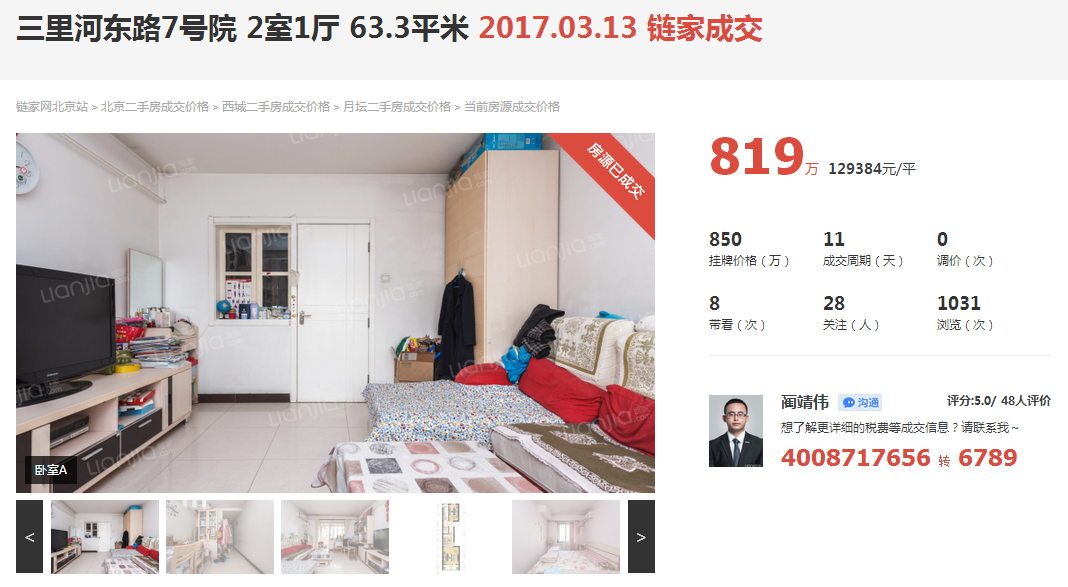 三里河东路7号院 2室1厅 63.3平米 2017.03.13 链家成交
链家网北京站 > 北京二手房成交价格 > 西城二手房成交价格 > 月坛二手房成交价格 > 当前房源成交价格
房源已成交
Lianjia
卧室A
<
>
819万 129384元/平
850 11 0
挂牌价格（万） 成交周期（天） 调价（次）
8 28 1031
带看（次） 关注（人） 浏览（次）
阚靖伟 沟通 评分:5.0/ 48人评价
想了解更详细的税费等成交信息？请联系我～
4008717656 转 6789